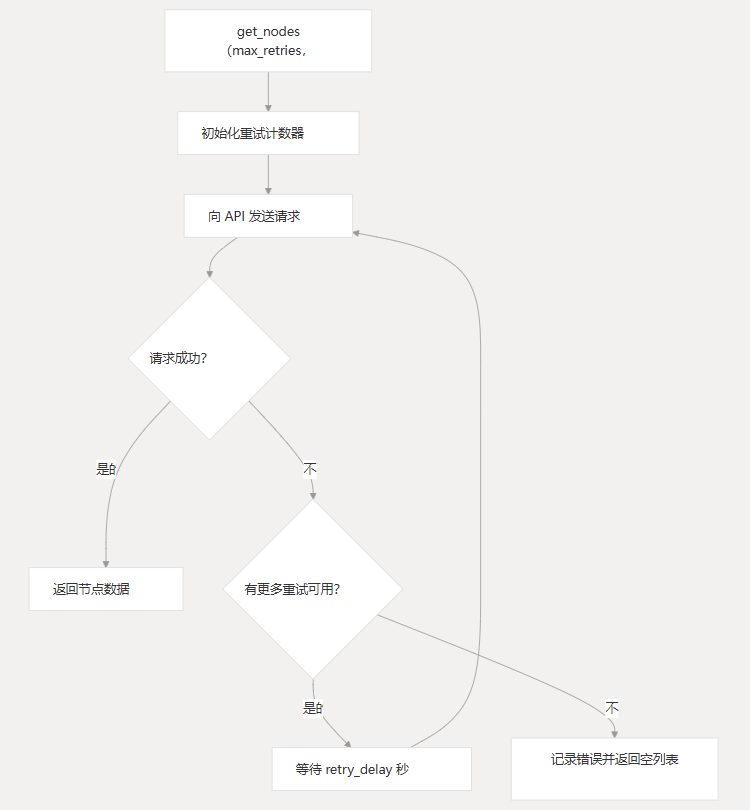 get_nodes
（max_retries，
初始化重试计数器
向 API 发送请求
请求成功？
是的
不
返回节点数据
有更多重试可用？
是的
不
等待 retry_delay 秒
记录错误并返回空列表